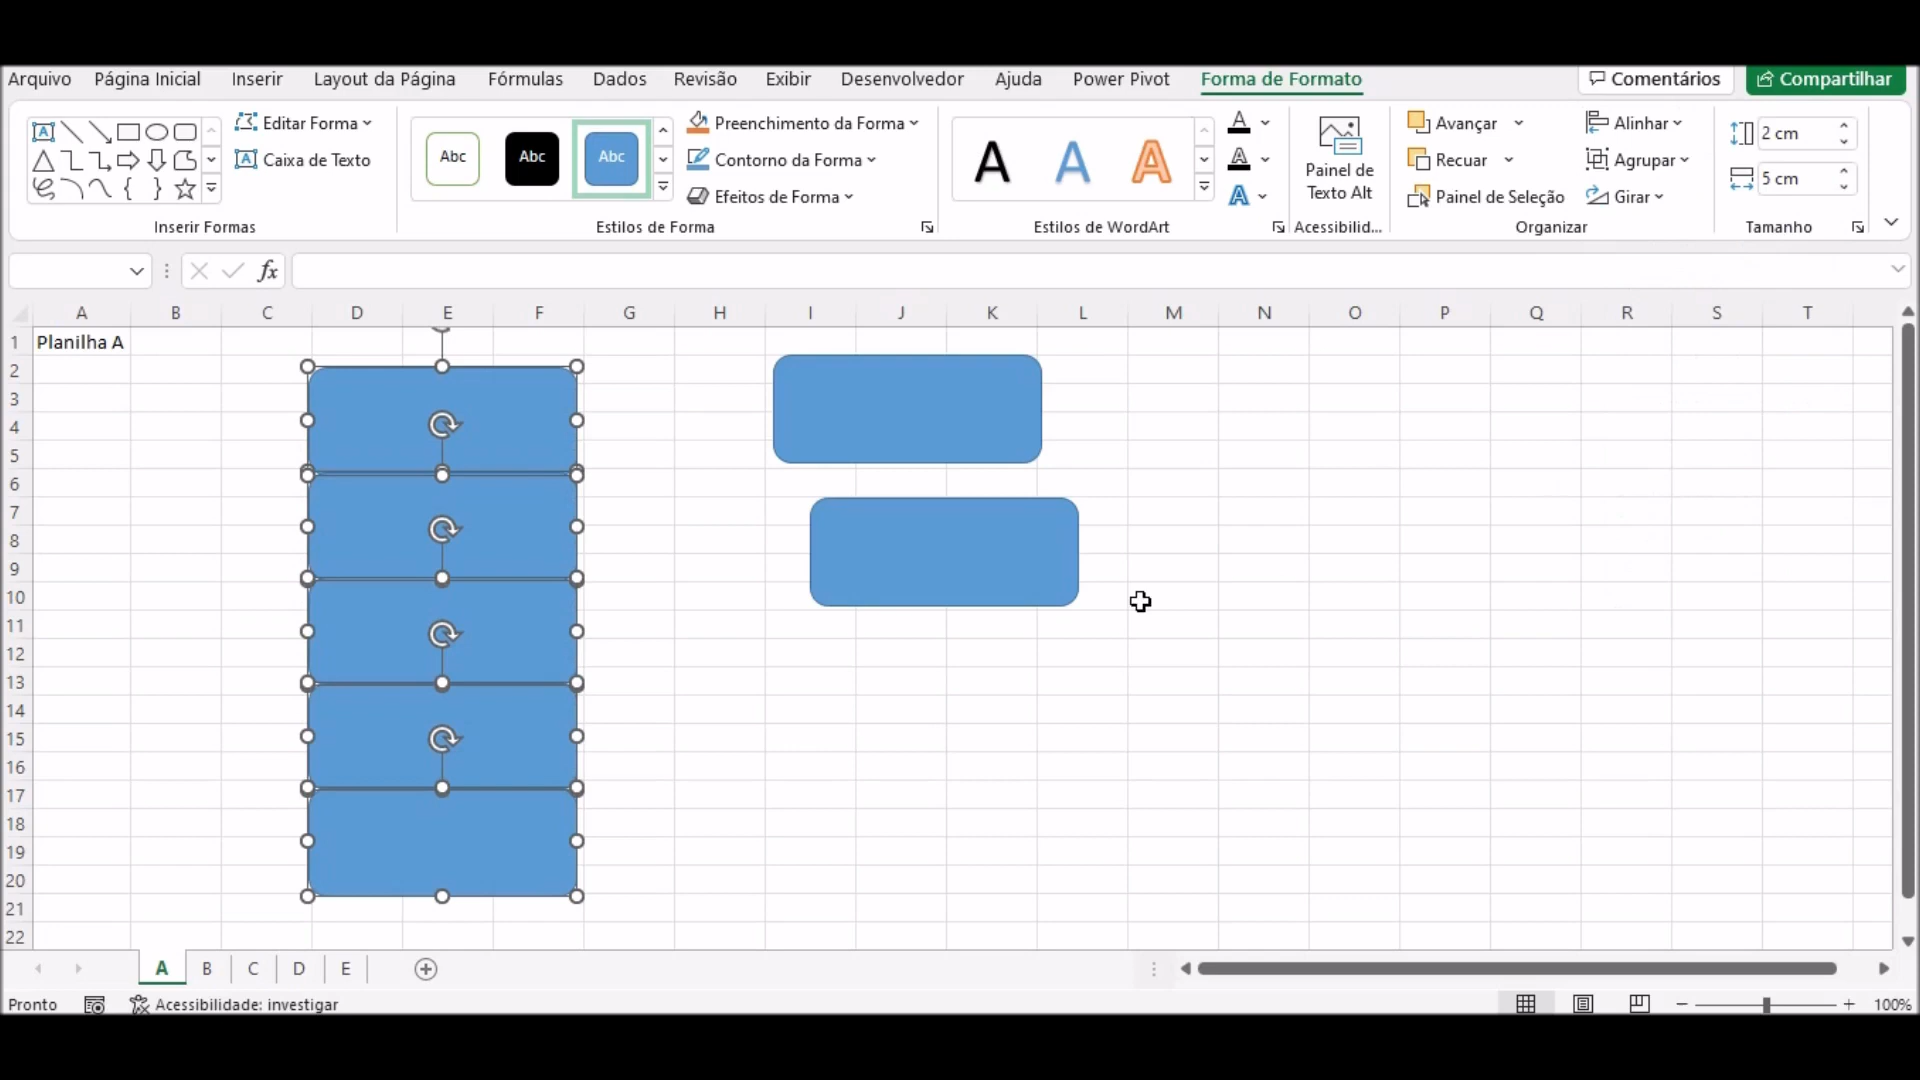 Arquivo Página Inicial Inserir Layout da Página Fórmulas Dados Revisão Exibir Desenvolvedor Ajuda Power Pivot Forma de Formato Comentários Compartilhar
Editar Forma
Caixa de Texto
Inserir Formas
Abc Abc Abc
Preenchimento da Forma
Contorno da Forma
Efeitos de Forma
Estilos de Forma
A A A
A
A
A
Estilos de WordArt
Painel de
Texto Alt
Acessibilid...
Avançar
Recuar
Painel de Seleção
Alinhar
Agrupar
Girar
Organizar
2 cm
5 cm
Tamanho
fx
A B C D E F G H I J K L M N O P Q R S T
1 Planilha A
2
3
4
5
6
7
8
9
10
11
12
13
14
15
16
17
18
19
20
21
22
A B C D E
Pronto Acessibilidade: investigar 100%